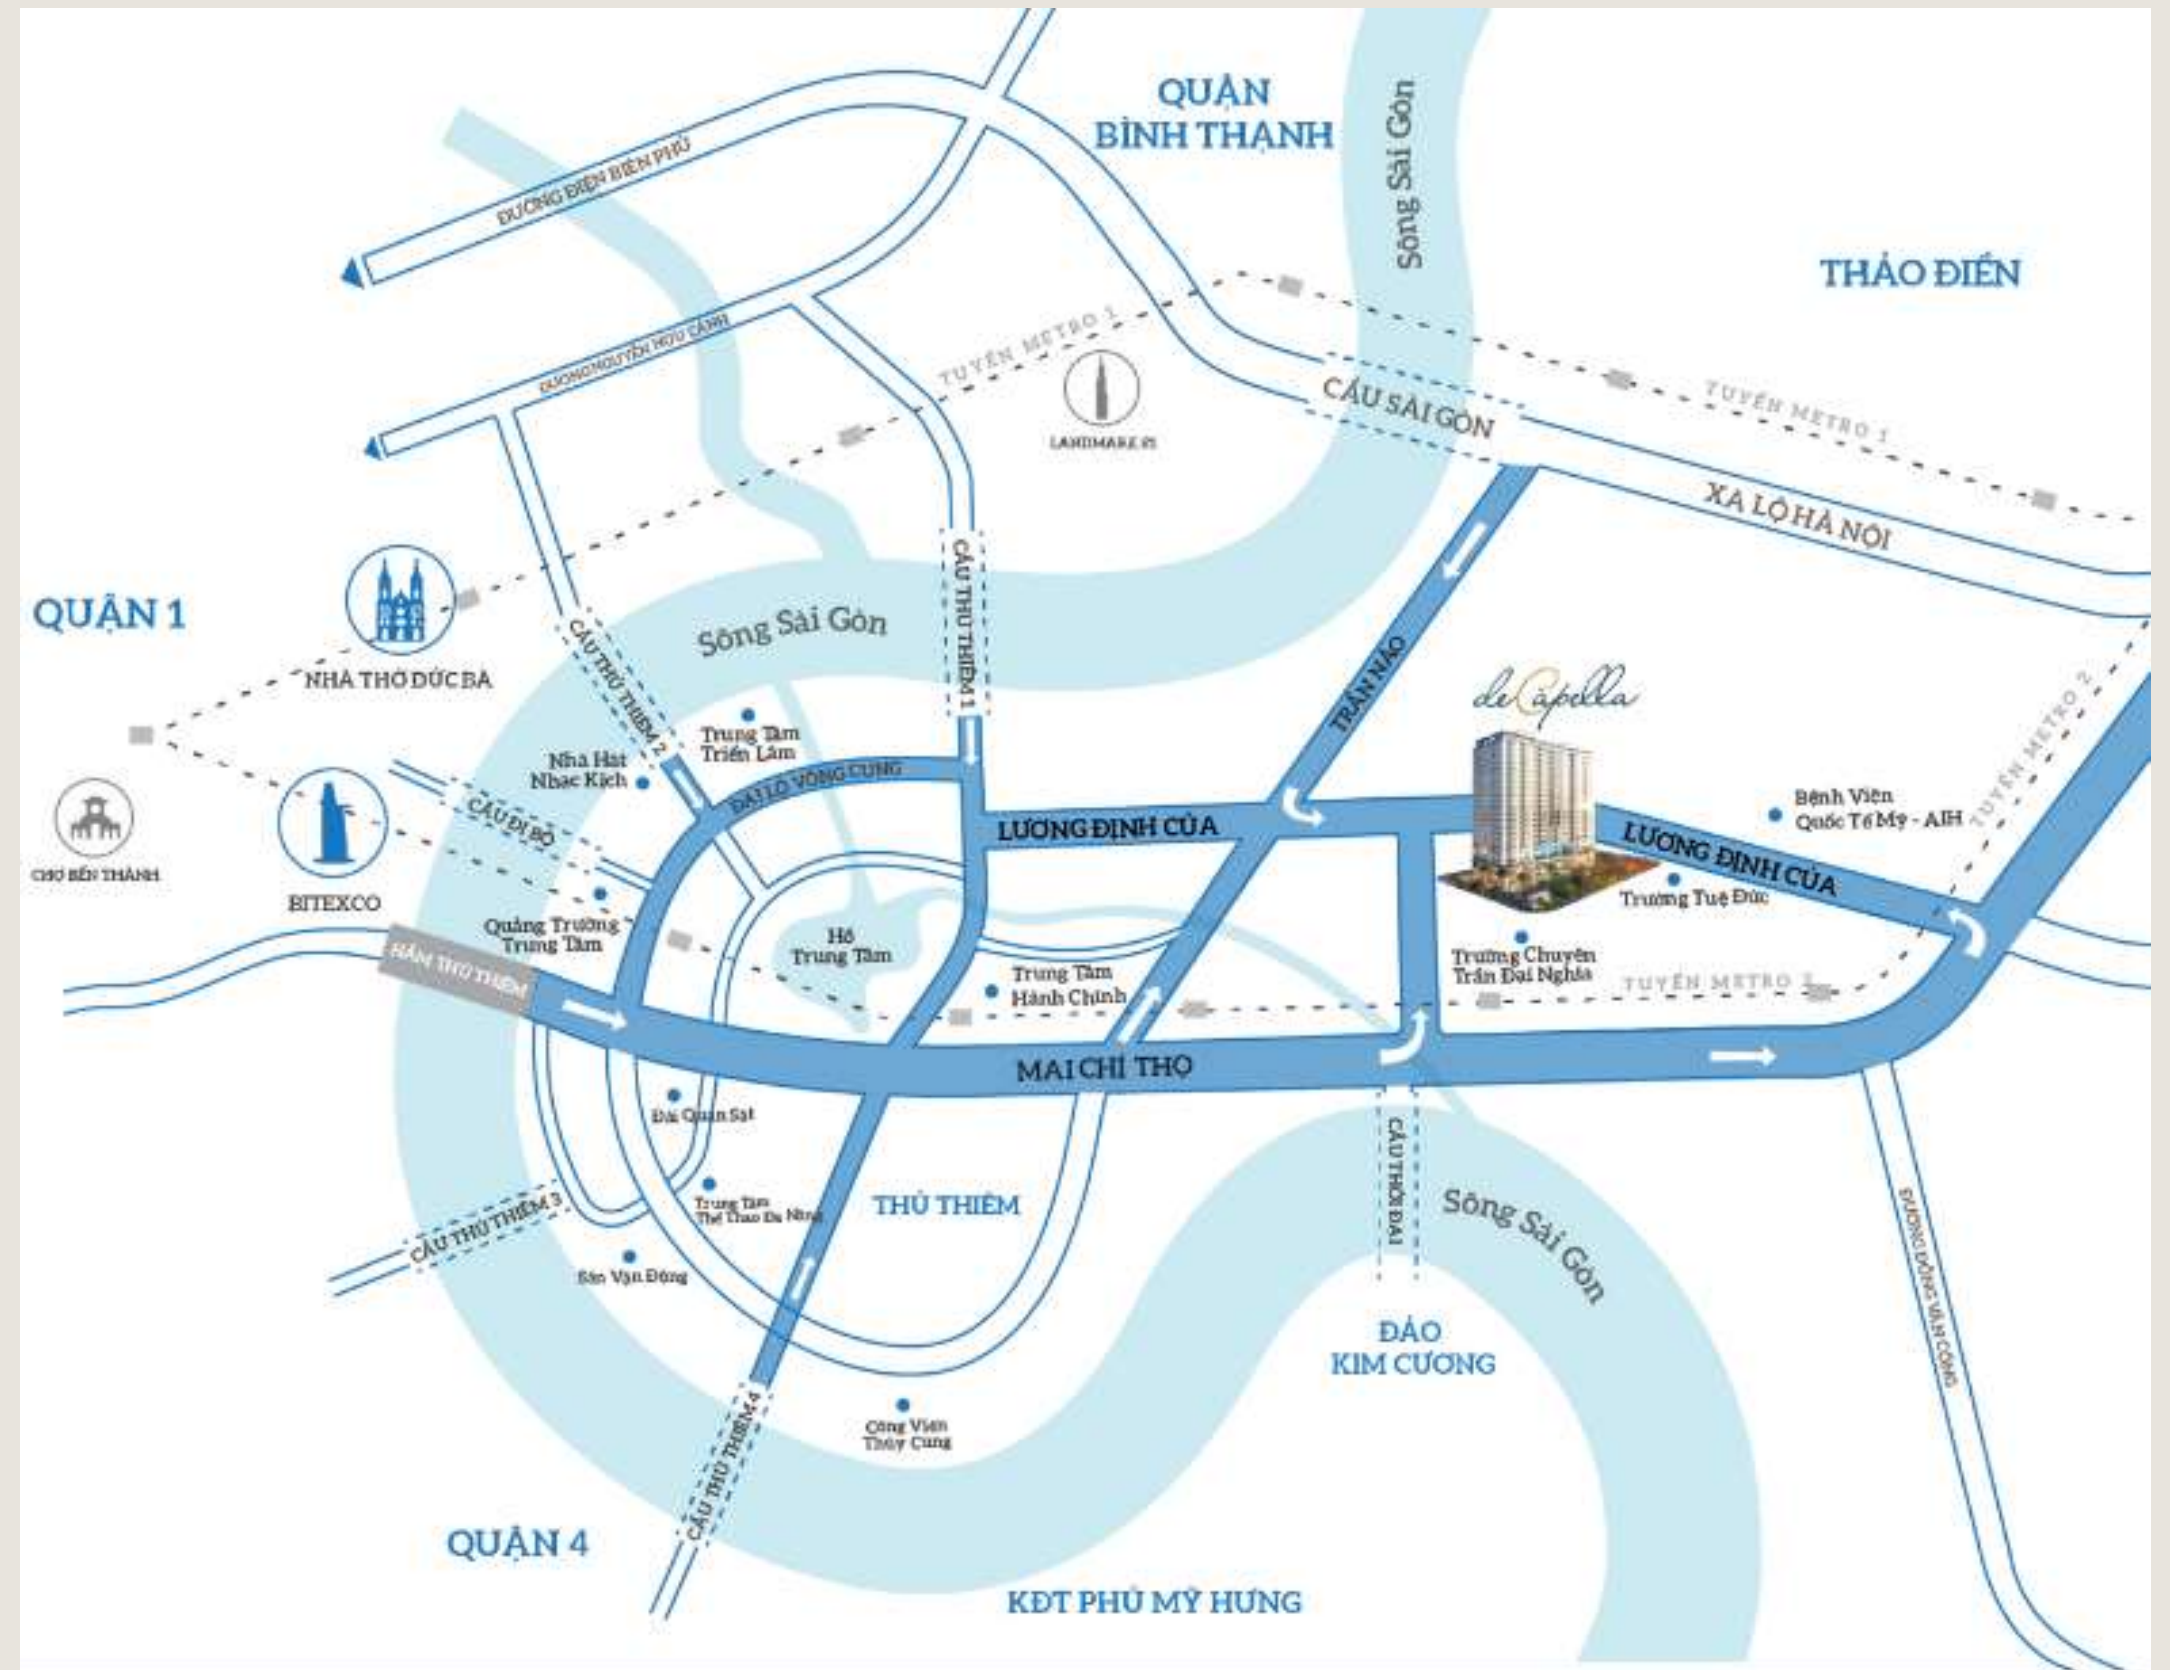 QUẬN
BÌNH THẠNH
Sông Sài Gòn
ĐƯỜNG ĐIỆN BIÊN PHỦ
THẢO ĐIỀN
ĐƯỜNG NGUYỄN HỮU CẢNH
TUYẾN METRO 1
LANDMARK 81
CẦU SÀI GÒN
TUYẾN METRO 1
XA LỘ HÀ NỘI
QUẬN 1
NHÀ THỜ ĐỨC BÀ
Sông Sài Gòn
CẦU THỦ THIÊM 1
CẦU THỦ THIÊM 2
TRẦN NÃO
de Capella
TUYẾN METRO 2
Trung Tâm
Triển Lãm
Nhà Hát
Nhạc Kịch
ĐẠI LỘ VÒNG CUNG
CẦU ĐI BỘ
LƯƠNG ĐỊNH CỦA
Bệnh Viện
Quốc Tế Mỹ - AIH
LƯƠNG ĐỊNH CỦA
CHỢ BẾN THÀNH
BITEXCO
Trường Tuệ Đức
Quảng Trường
Trung Tâm
Hồ
Trung Tâm
HẦM THỦ THIÊM
Trung Tâm
Hành Chính
Trường Chuyên
Trần Đại Nghĩa
TUYẾN METRO 2
MAI CHÍ THỌ
Đài Quan Sát
Trung Tâm
Thể Thao Đa Năng
THỦ THIÊM
CẦU THỜI ĐẠI
Sông Sài Gòn
CẦU THỦ THIÊM 3
Sân Vận Động
ĐƯỜNG ĐỒNG VĂN CỐNG
ĐẢO
KIM CƯƠNG
Công Viên
Thủy Cung
CẦU THỦ THIÊM 4
QUẬN 4
KĐT PHÚ MỸ HƯNG